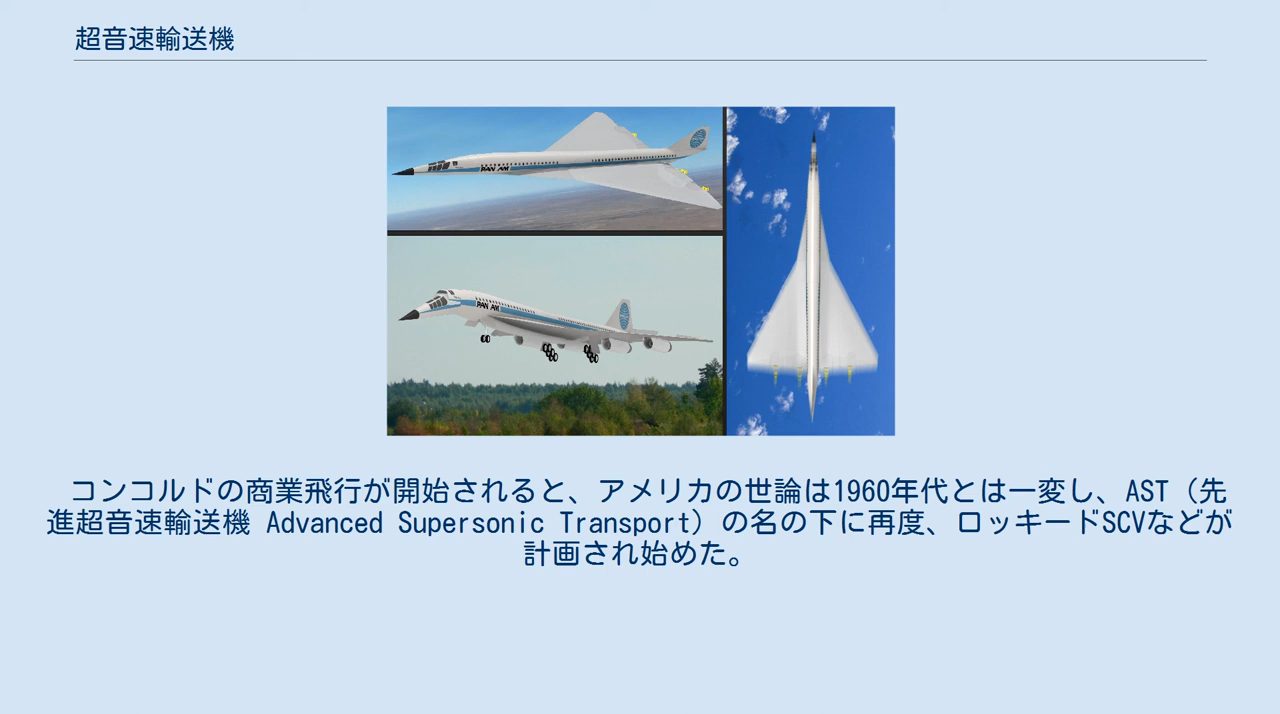 超音速輸送機
PAN AM
PAN AM
コンコルドの商業飛行が開始されると、アメリカの世論は1960年代とは一変し、AST（先
進超音速輸送機 Advanced Supersonic Transport）の名の下に再度、ロッキードSCVなどが
計画され始めた。